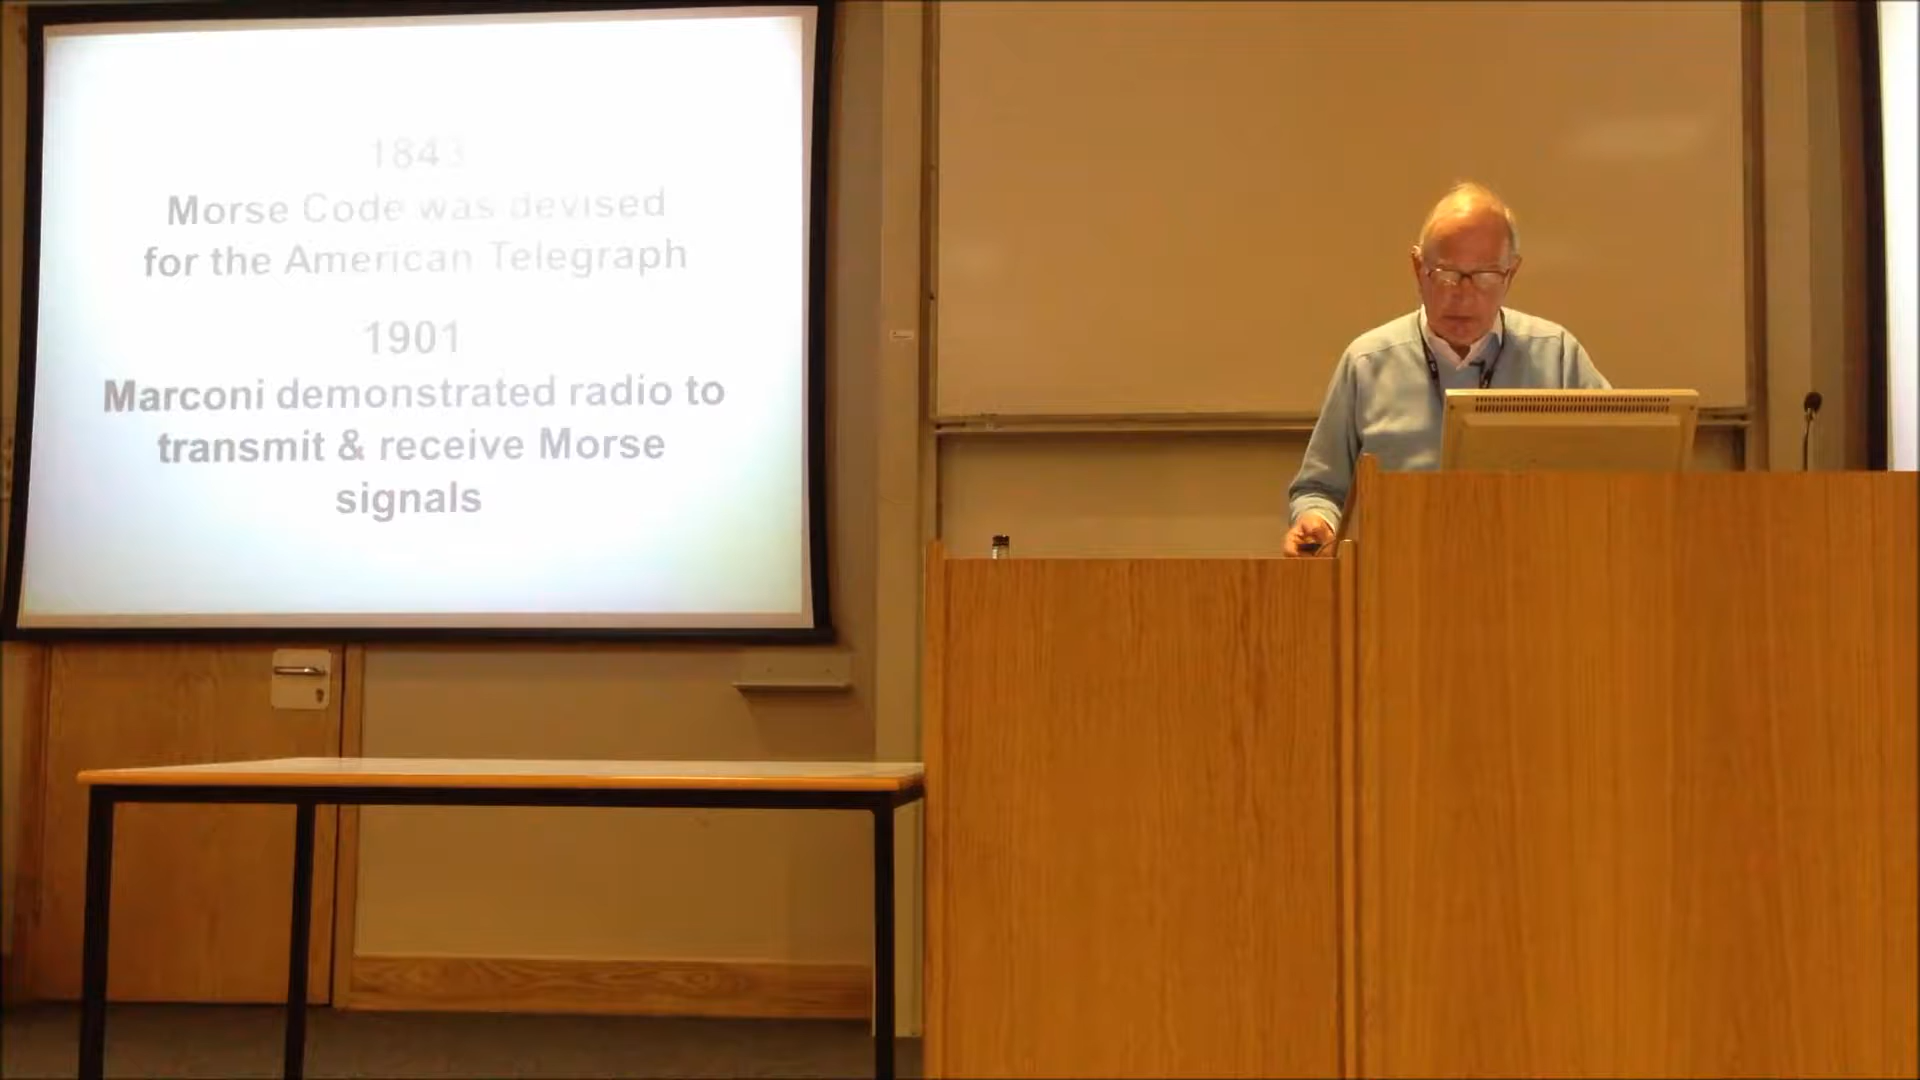 1843
Morse Code was devised
for the American Telegraph
1901
Marconi demonstrated radio to
transmit & receive Morse
signals